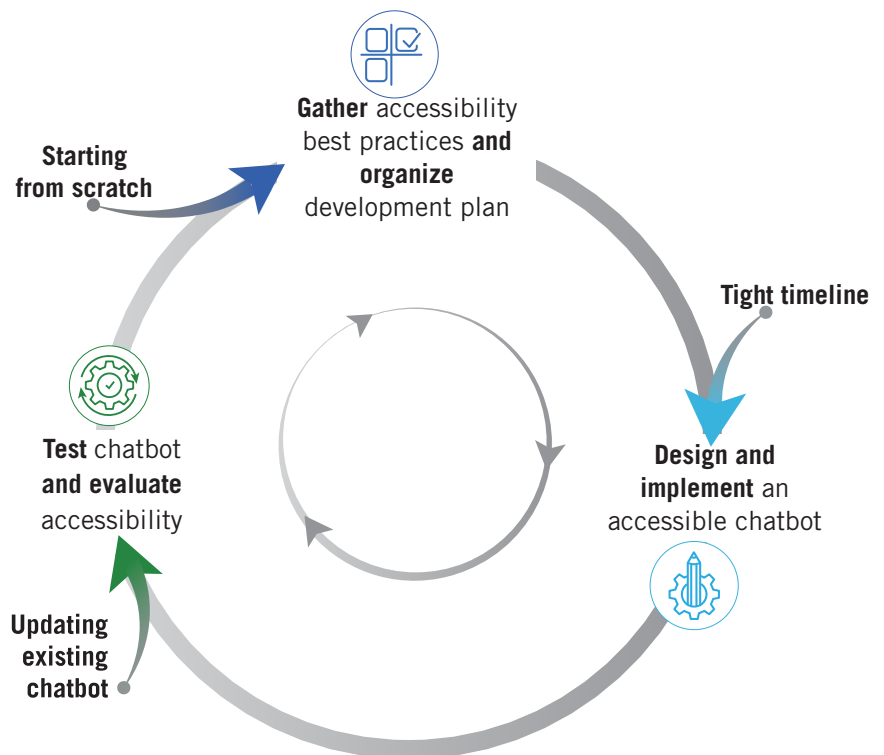 Gather accessibility
best practices and
organize
development plan
Starting
from scratch
Tight timeline
Design and
implement an
accessible chatbot
Test chatbot
and evaluate
accessibility
Updating
existing
chatbot